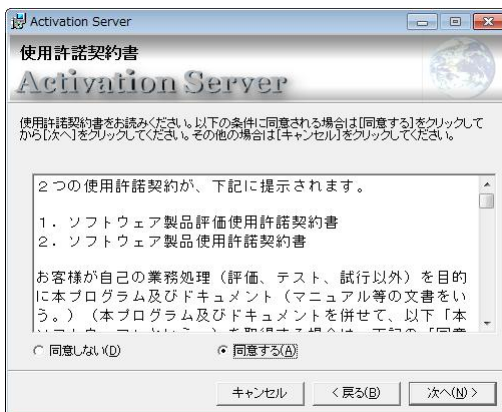 Activation Server
使用許諾契約書
Activation Server
使用許諾契約書をお読みください。以下の条件に同意される場合は[同意する]をクリックして
から[次へ]をクリックしてください。その他の場合は[キャンセル]をクリックしてください。
2つの使用許諾契約が、下記に提示されます。
1．ソフトウェア製品評価使用許諾契約書
2．ソフトウェア製品使用許諾契約書
お客様が自己の業務処理（評価、テスト、試行以外）を目的
に本プログラム及びドキュメント（マニュアル等の文書をい
う。）（本プログラム及びドキュメントを併せて、以下「本
同意しない(D)
同意する(A)
キャンセル
< 戻る(B)
次へ(N) >